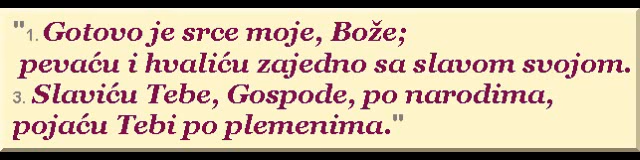 "1. Gotovo je srce moje, Bože;
pevaću i hvaliću zajedno sa slavom svojom.
3. Slaviću Tebe, Gospode, po narodima,
pojaću Tebi po plemenima."